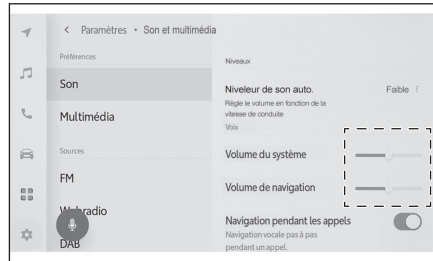 Paramètres • Son et multimédia
Préférences
Son
Multimédia
Sources
FM
Webradio
DAB
Niveaux
Niveleur de son auto.
Faible
Règle le volume en fonction de la
vitesse de conduite
Voix
Volume du système
Volume de navigation
Navigation pendant les appels
Navigation vocale pas à pas
pendant un appel.